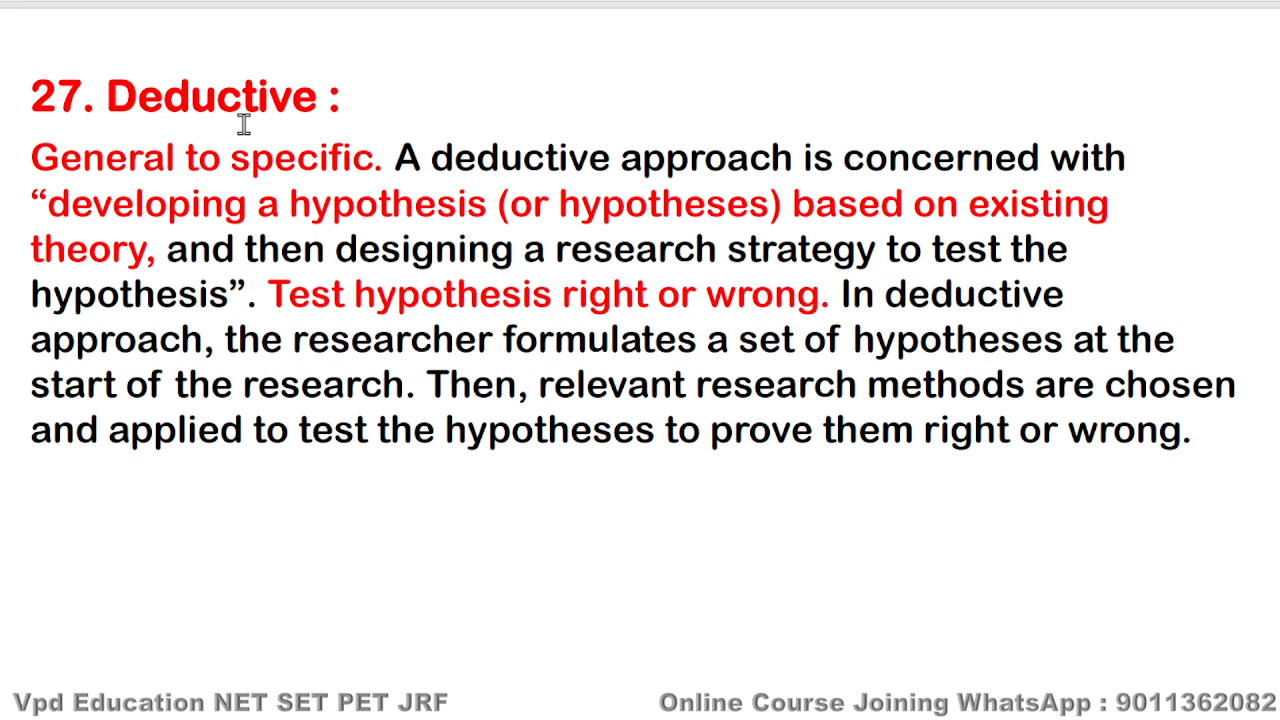 27. Deductive :
General to specific. A deductive approach is concerned with
“developing a hypothesis (or hypotheses) based on existing
theory, and then designing a research strategy to test the
hypothesis”. Test hypothesis right or wrong. In deductive
approach, the researcher formulates a set of hypotheses at the
start of the research. Then, relevant research methods are chosen
and applied to test the hypotheses to prove them right or wrong.
Vpd Education NET SET PET JRF
Online Course Joining WhatsApp : 9011362082